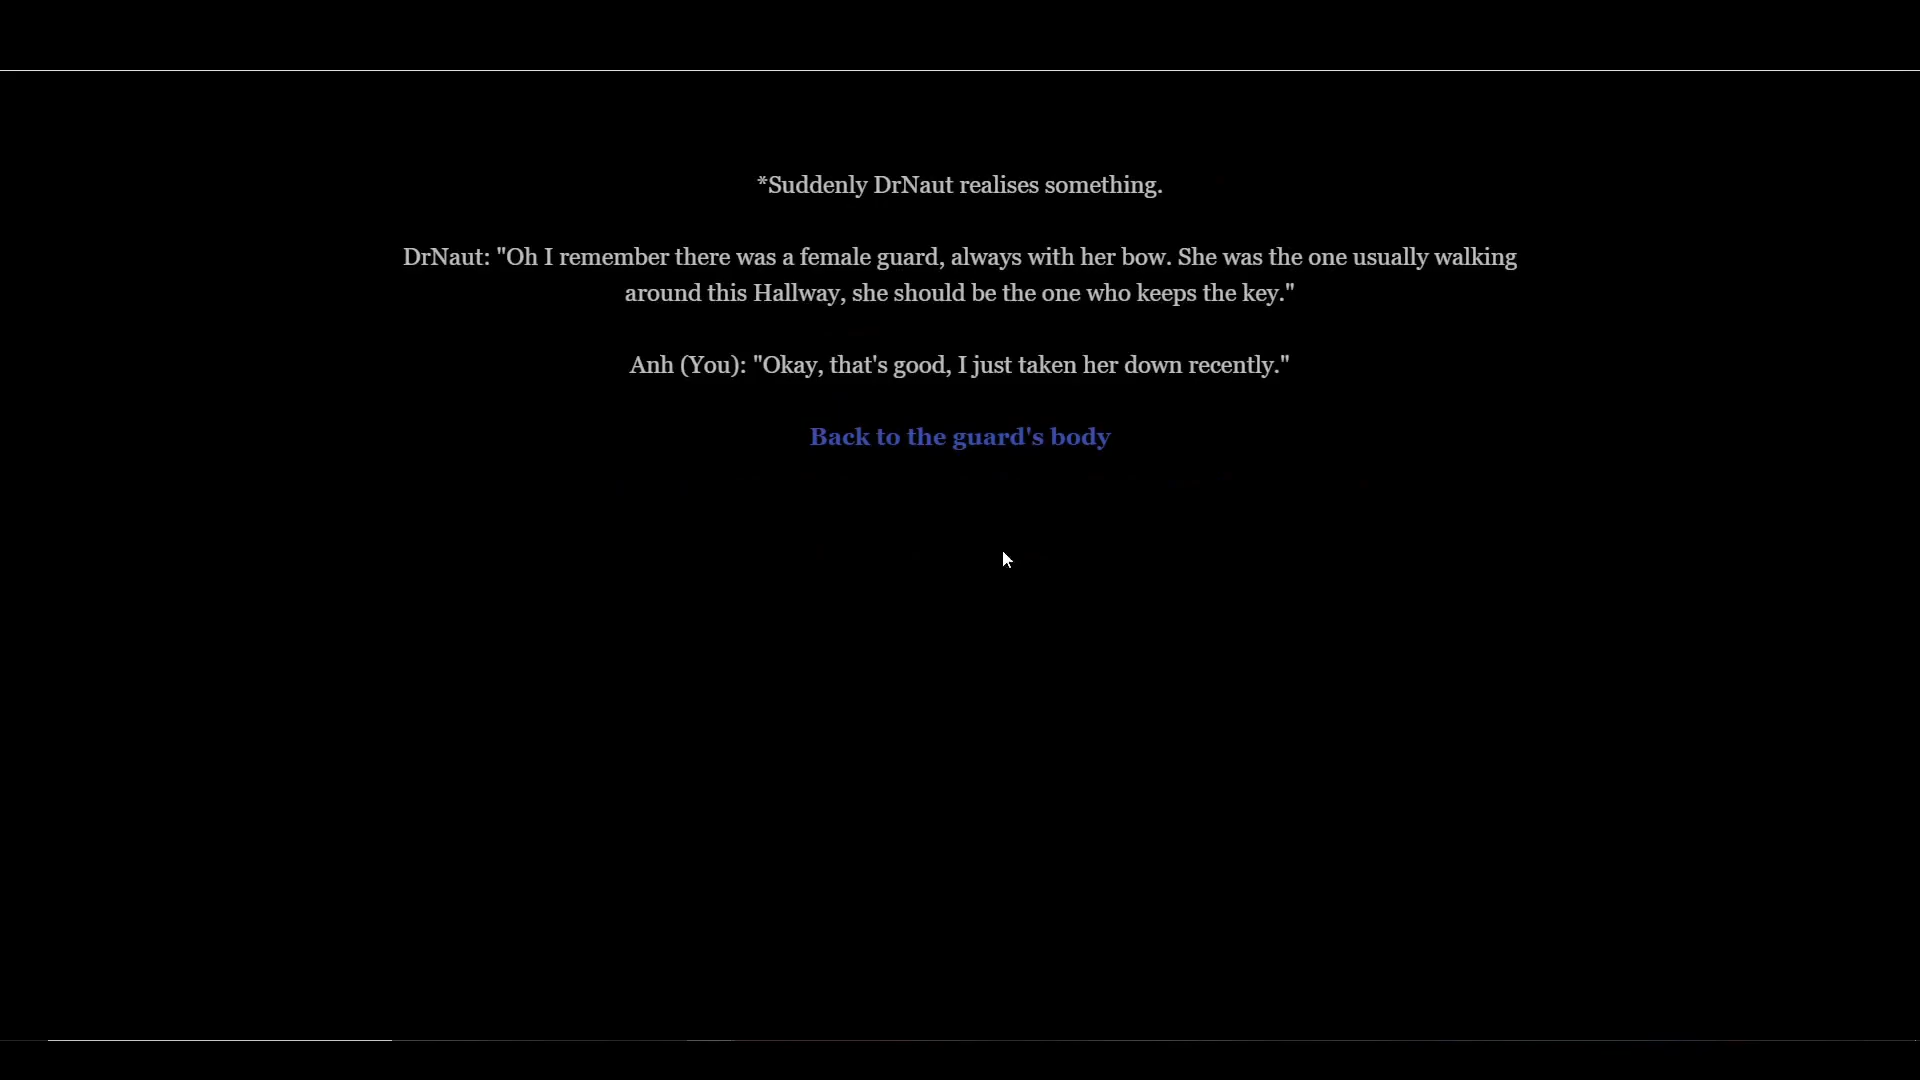 *Suddenly DrNaut realises something.
DrNaut: "Oh I remember there was a female guard, always with her bow. She was the one usually walking
around this Hallway, she should be the one who keeps the key."
Anh (You): "Okay, that's good, I just taken her down recently."
Back to the guard's body